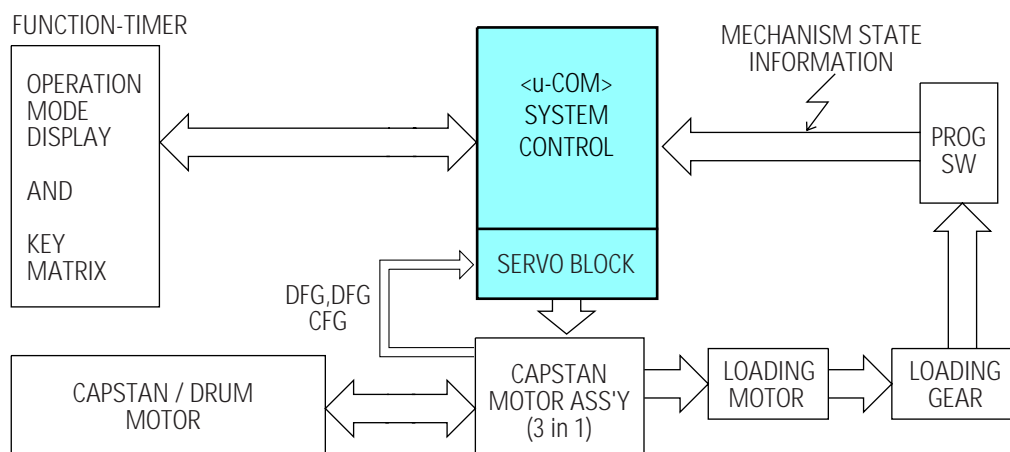 FUNCTION-TIMER
OPERATION
MODE
DISPLAY
AND
KEY
MATRIX
<u-COM>
SYSTEM
CONTROL
SERVO BLOCK
MECHANISM STATE
INFORMATION
PROG
SW
DFG,DFG
CFG
CAPSTAN / DRUM
MOTOR
CAPSTAN
MOTOR ASS'Y
(3 in 1)
LOADING
MOTOR
LOADING
GEAR